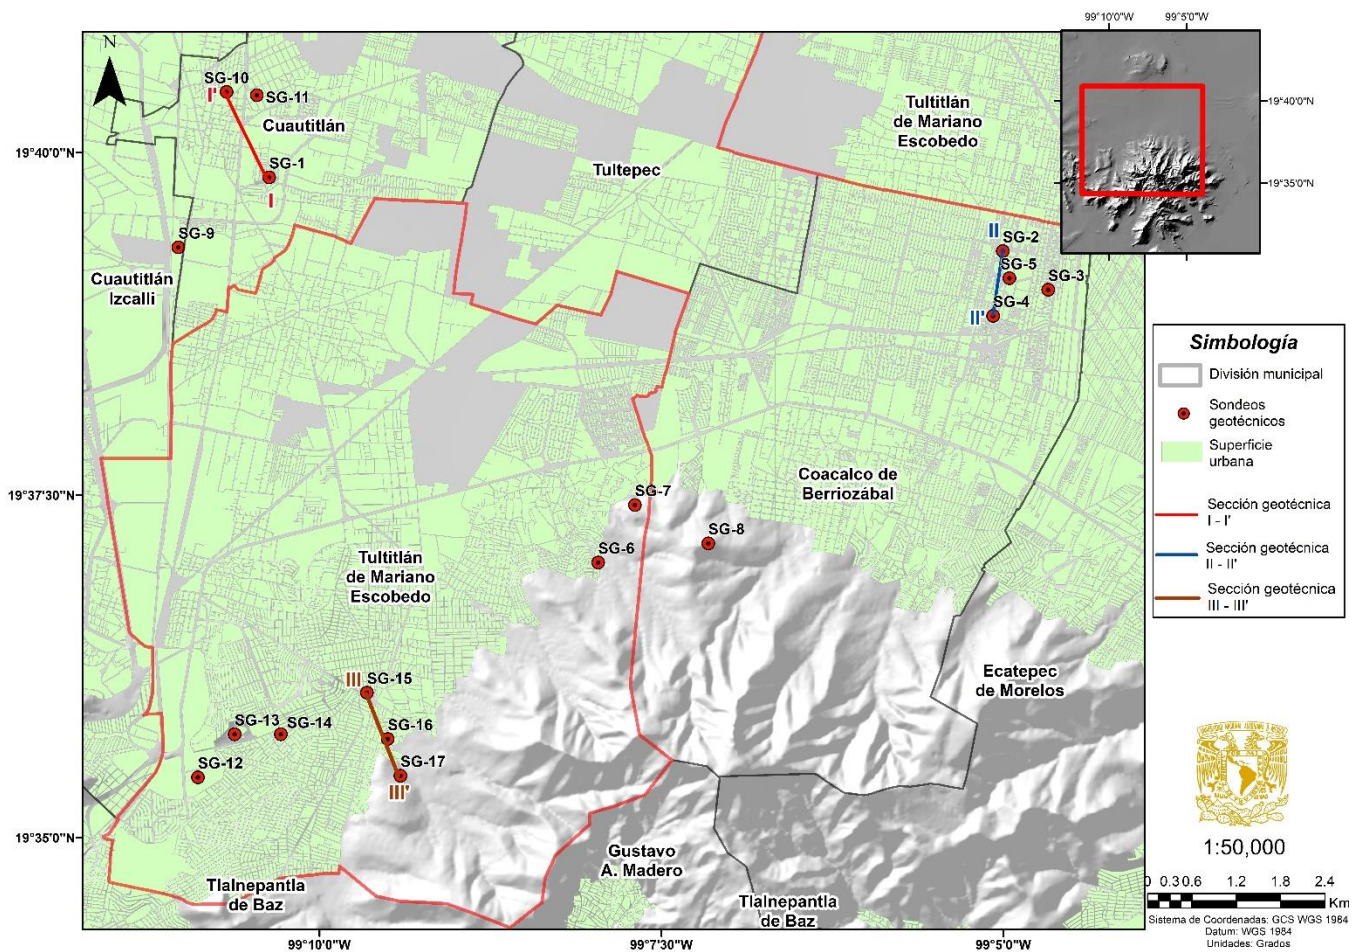 99°10'0"W
99°5'0"W
N
SG-10
I'
SG-11
Cuautitlán
Tultitlán
de Mariano
Escobedo
19°40'0"N
19°40'0"N
Tultepec
SG-1
I
19°35'0"N
SG-9
II
SG-2
SG-5
SG-3
Cuautitlán
Izcalli
SG-4
II'
Simbología
División municipal
Sondeos
geotécnicos
Superficie
urbana
Coacalco de
Berriozábal
19°37'30"N
SG-7
Sección geotécnica
I - I'
SG-8
SG-6
Sección geotécnica
II - II'
Tultitlán
de Mariano
Escobedo
Sección geotécnica
III - III'
Ecatepec
de Morelos
III
SG-15
SG-13
SG-14
SG-16
SG-12
SG-17
III'
19°35'0"N
Gustavo
A. Madero
1:50,000
Tlalnepantla
de Baz
Tlalnepantla
de Baz
0 0.3 0.6 1.2 1.8 2.4
Km
Sistema de Coordenadas: GCS WGS 1984
Datum: WGS 1984
Unidades: Grados
99°10'0"W
99°7'30"W
99°5'0"W